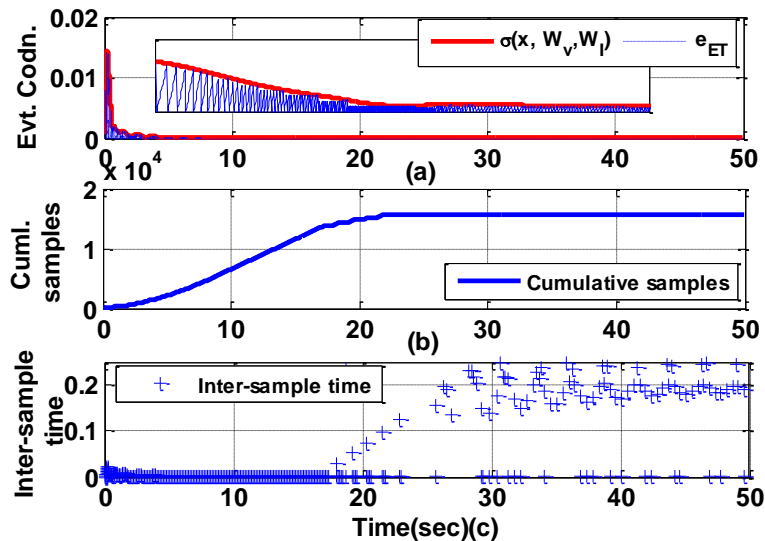 0.02
σ(x, W_v,W_I)
e_ET
0.01
Evt. Codn.
0
0 10 20 30 40 50
(a)
x 10^4
2
Cuml.
samples
1
Cumulative samples
0
0 10 20 30 40 50
(b)
Inter-sample time
0.2
Inter-sample
time
0.1
0
0 10 20 30 40 50
Time(sec)(c)